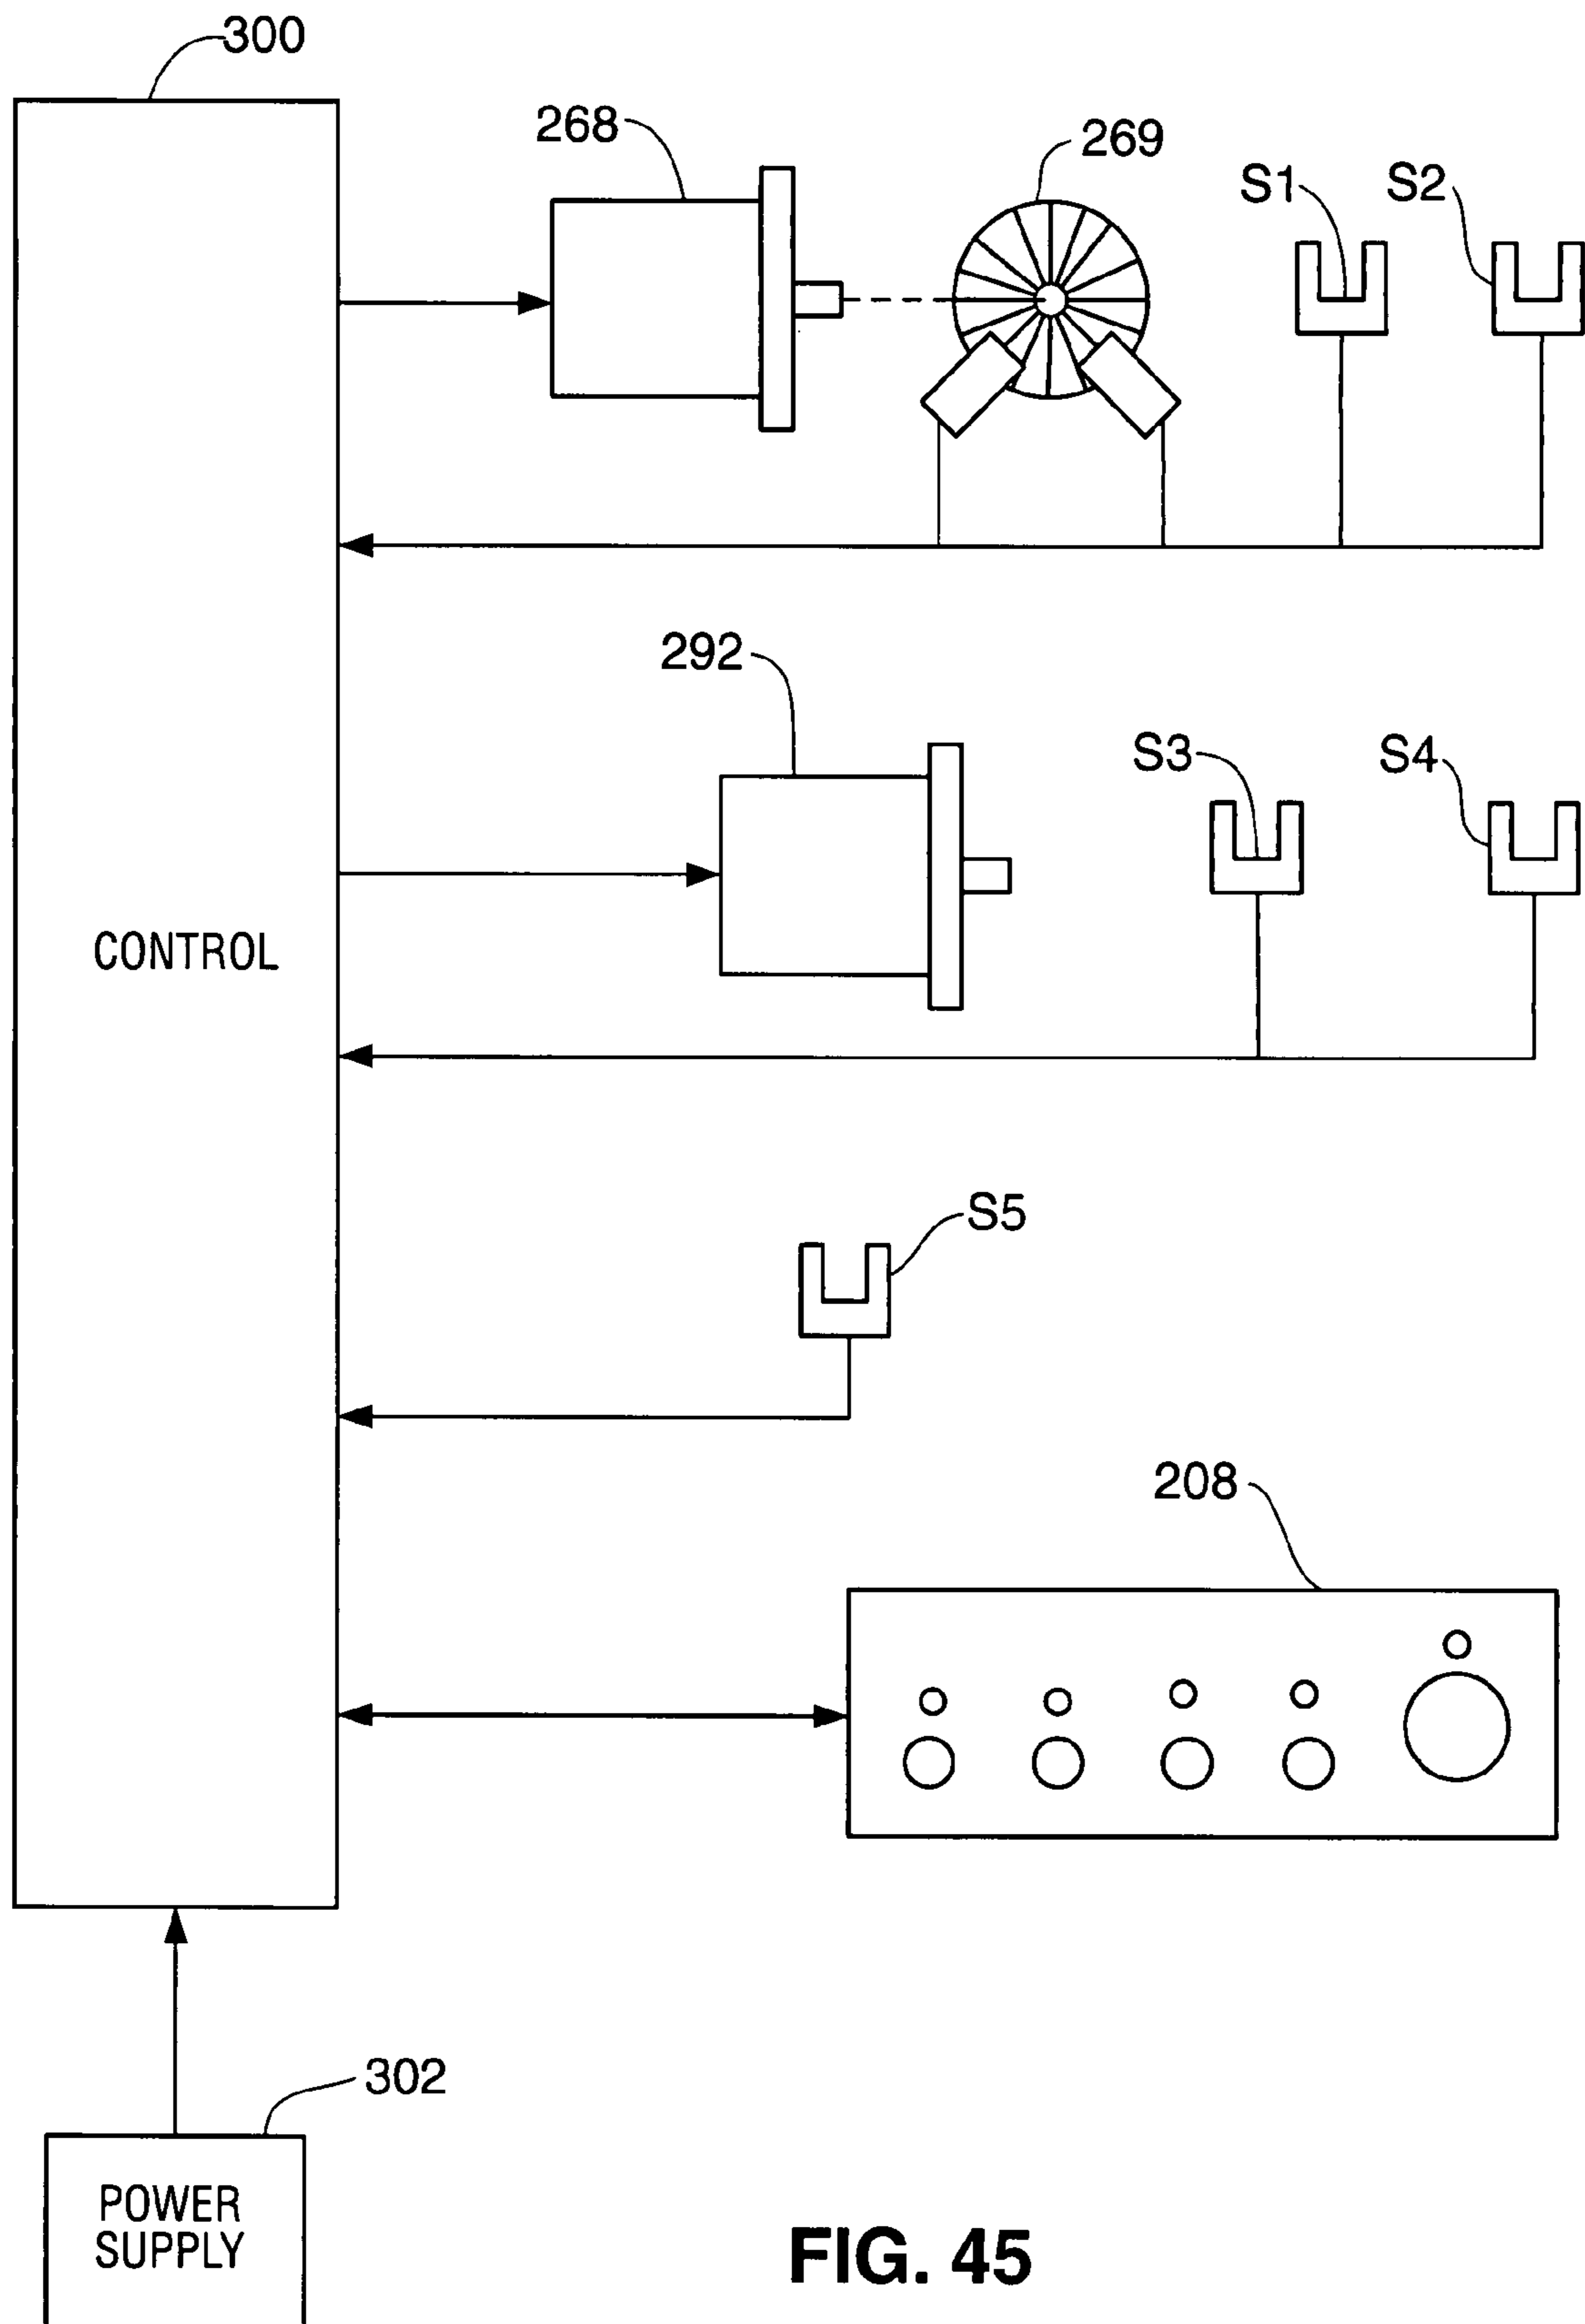 300
268
269
S1
S2
292
S3
S4
CONTROL
S5
208
302
POWER
SUPPLY
FIG. 45